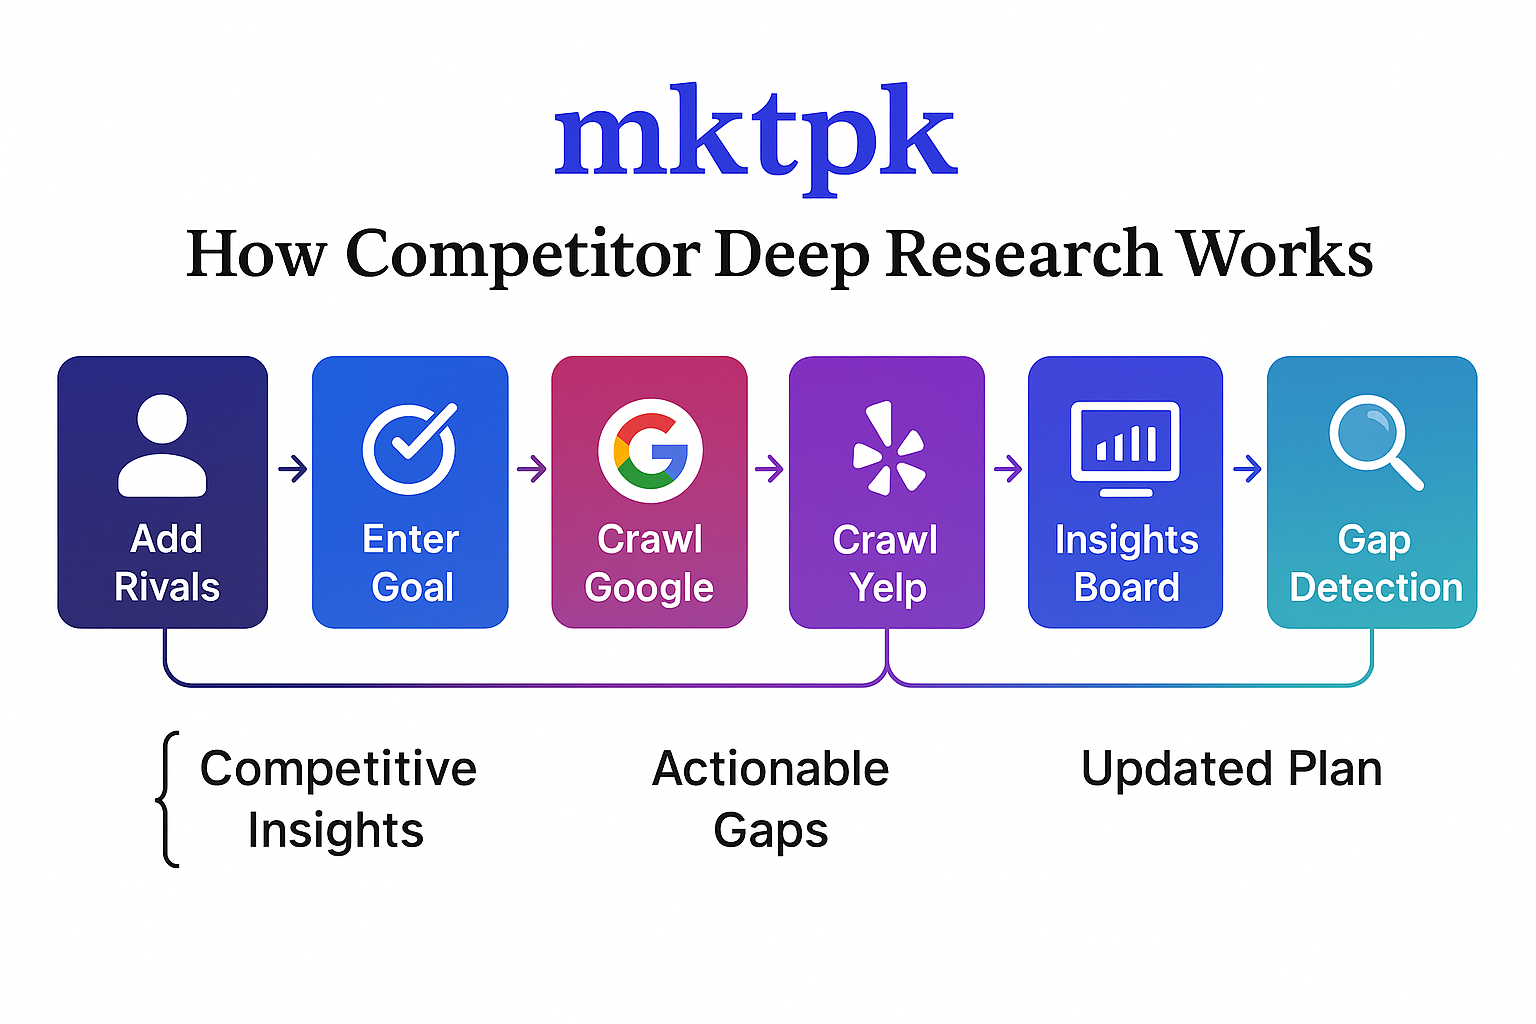 mktpk
How Competitor Deep Research Works
Add
Rivals
Enter
Goal
Crawl
Google
Crawl
Yelp
Insights
Board
Gap
Detection
Competitive
Insights
Actionable
Gaps
Updated Plan